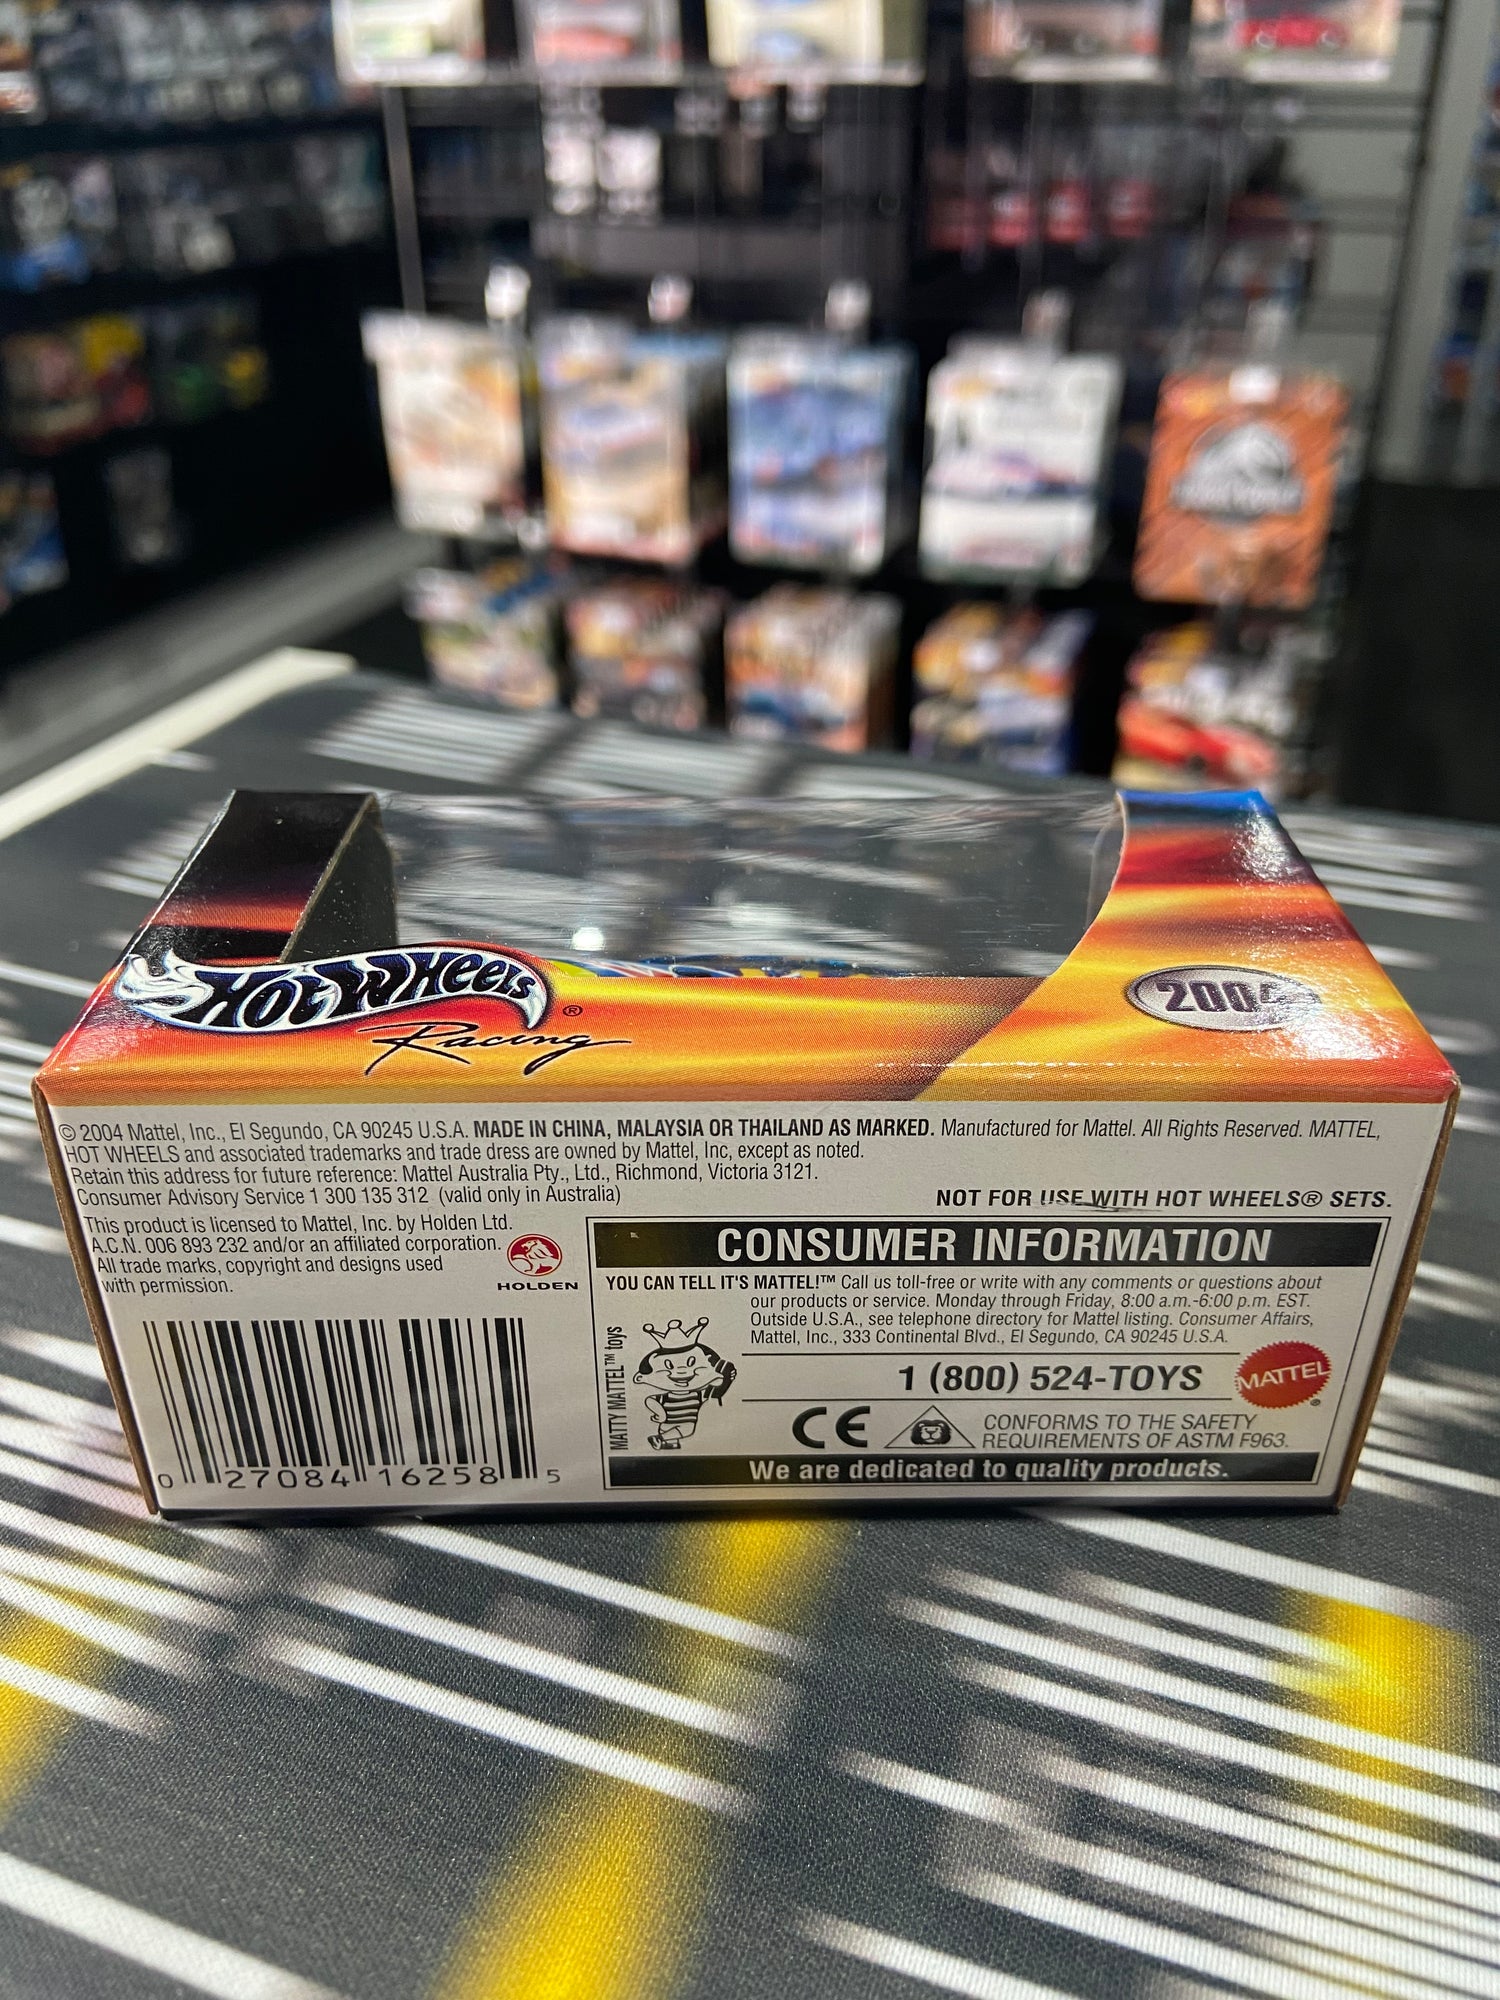 HOT WHEELS ®
Racing
2004
© 2004 Mattel, Inc., El Segundo, CA 90245 U.S.A. MADE IN CHINA, MALAYSIA OR THAILAND AS MARKED. Manufactured for Mattel. All Rights Reserved. MATTEL,
HOT WHEELS and associated trademarks and trade dress are owned by Mattel, Inc, except as noted.
Retain this address for future reference: Mattel Australia Pty., Ltd., Richmond, Victoria 3121.
Consumer Advisory Service 1 300 135 312 (valid only in Australia)
NOT FOR USE WITH HOT WHEELS® SETS.
This product is licensed to Mattel, Inc. by Holden Ltd.
A.C.N. 006 893 232 and/or an affiliated corporation.
All trade marks, copyright and designs used
with permission.
HOLDEN
0 27084 16258 5
CONSUMER INFORMATION
YOU CAN TELL IT'S MATTEL!™ Call us toll-free or write with any comments or questions about
our products or service. Monday through Friday, 8:00 a.m.-6:00 p.m. EST.
Outside U.S.A., see telephone directory for Mattel listing. Consumer Affairs,
Mattel, Inc., 333 Continental Blvd., El Segundo, CA 90245 U.S.A.
MATTY MATTEL™ toys
1 (800) 524-TOYS
MATTEL ®
CE
CONFORMS TO THE SAFETY
REQUIREMENTS OF ASTM F963.
We are dedicated to quality products.